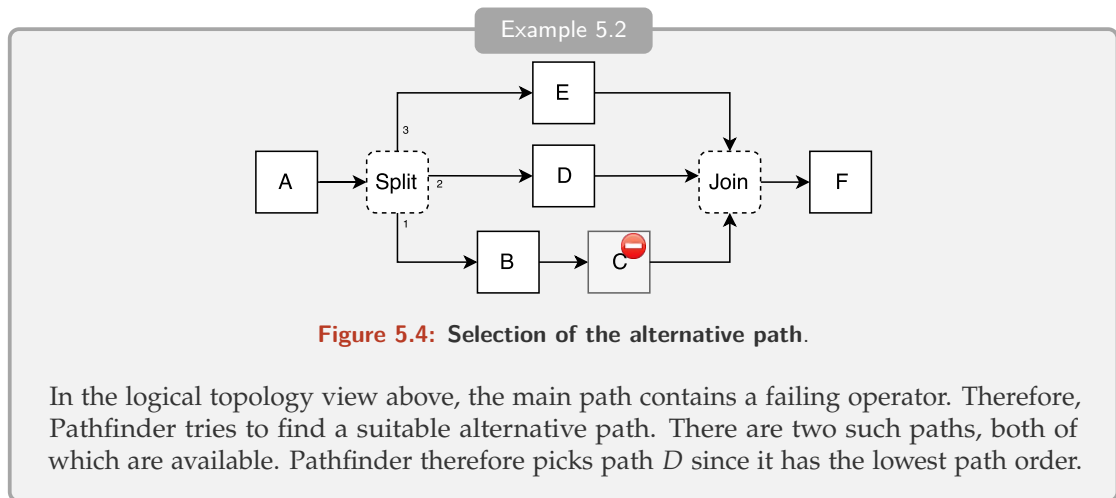 Example 5.2
E
3
A
Split
2
D
Join
F
1
B
C
Figure 5.4: Selection of the alternative path.
In the logical topology view above, the main path contains a failing operator. Therefore,
Pathfinder tries to find a suitable alternative path. There are two such paths, both of
which are available. Pathfinder therefore picks path D since it has the lowest path order.